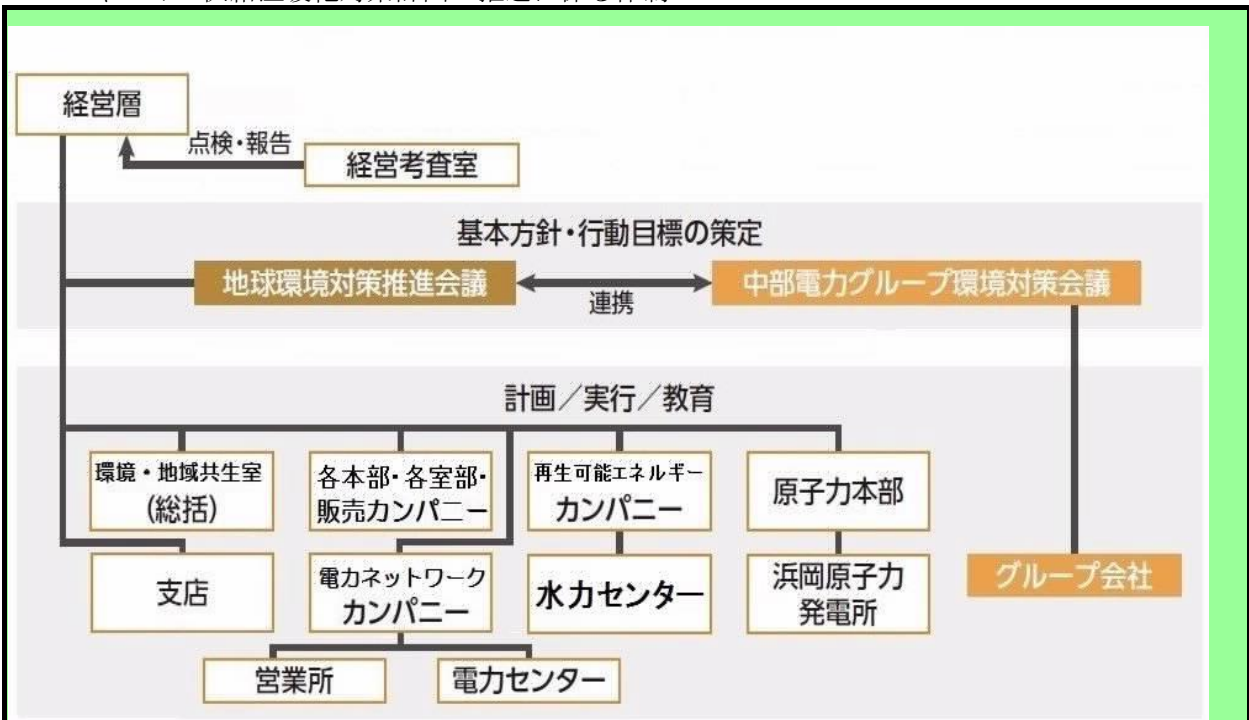 経営層
点検・報告
経営考査室
基本方針・行動目標の策定
地球環境対策推進会議
連携
中部電力グループ環境対策会議
計画／実行／教育
環境・地域共生室
(総括)
各本部・各室部・
販売カンパニー
再生可能エネルギー
カンパニー
原子力本部
支店
電力ネットワーク
カンパニー
水力センター
浜岡原子力
発電所
グループ会社
営業所
電力センター